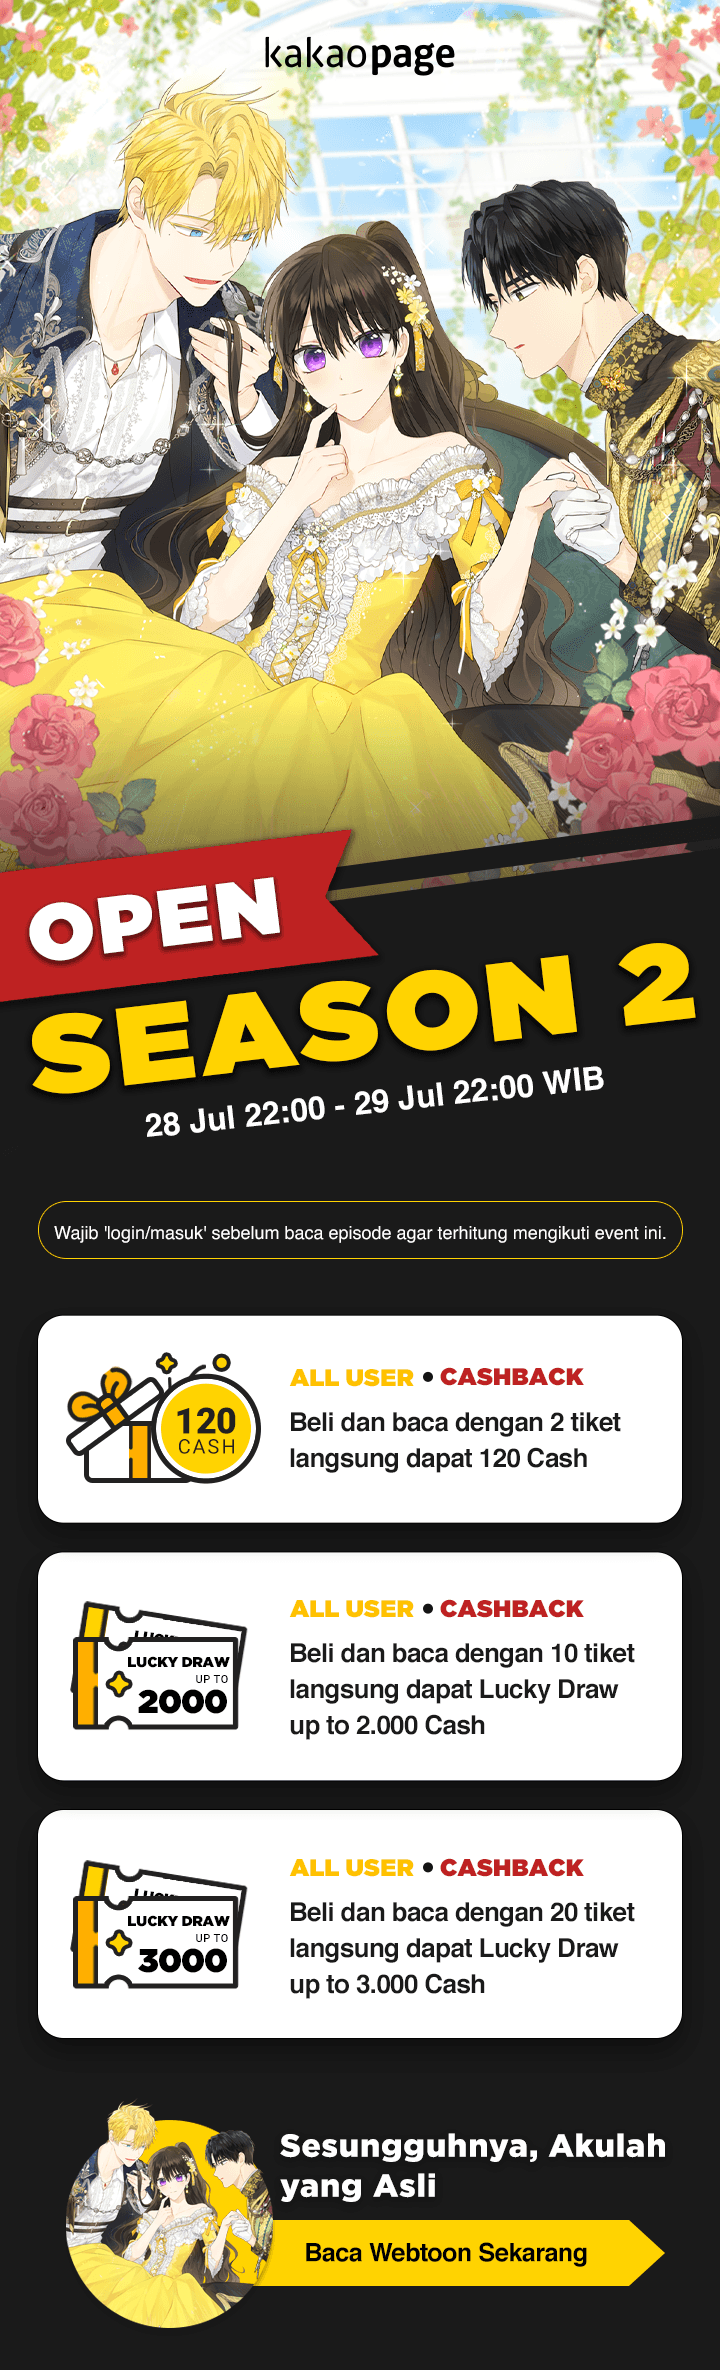 kakaopage
OPEN
SEASON 2
28 Jul 22:00 - 29 Jul 22:00 WIB
Wajib 'login/masuk' sebelum baca episode agar terhitung mengikuti event ini.
120
CASH
ALL USER • CASHBACK
Beli dan baca dengan 2 tiket
langsung dapat 120 Cash
LUCKY DRAW
UP TO
2000
ALL USER • CASHBACK
Beli dan baca dengan 10 tiket
langsung dapat Lucky Draw
up to 2.000 Cash
LUCKY DRAW
UP TO
3000
ALL USER • CASHBACK
Beli dan baca dengan 20 tiket
langsung dapat Lucky Draw
up to 3.000 Cash
Sesungguhnya, Akulah
yang Asli
Baca Webtoon Sekarang